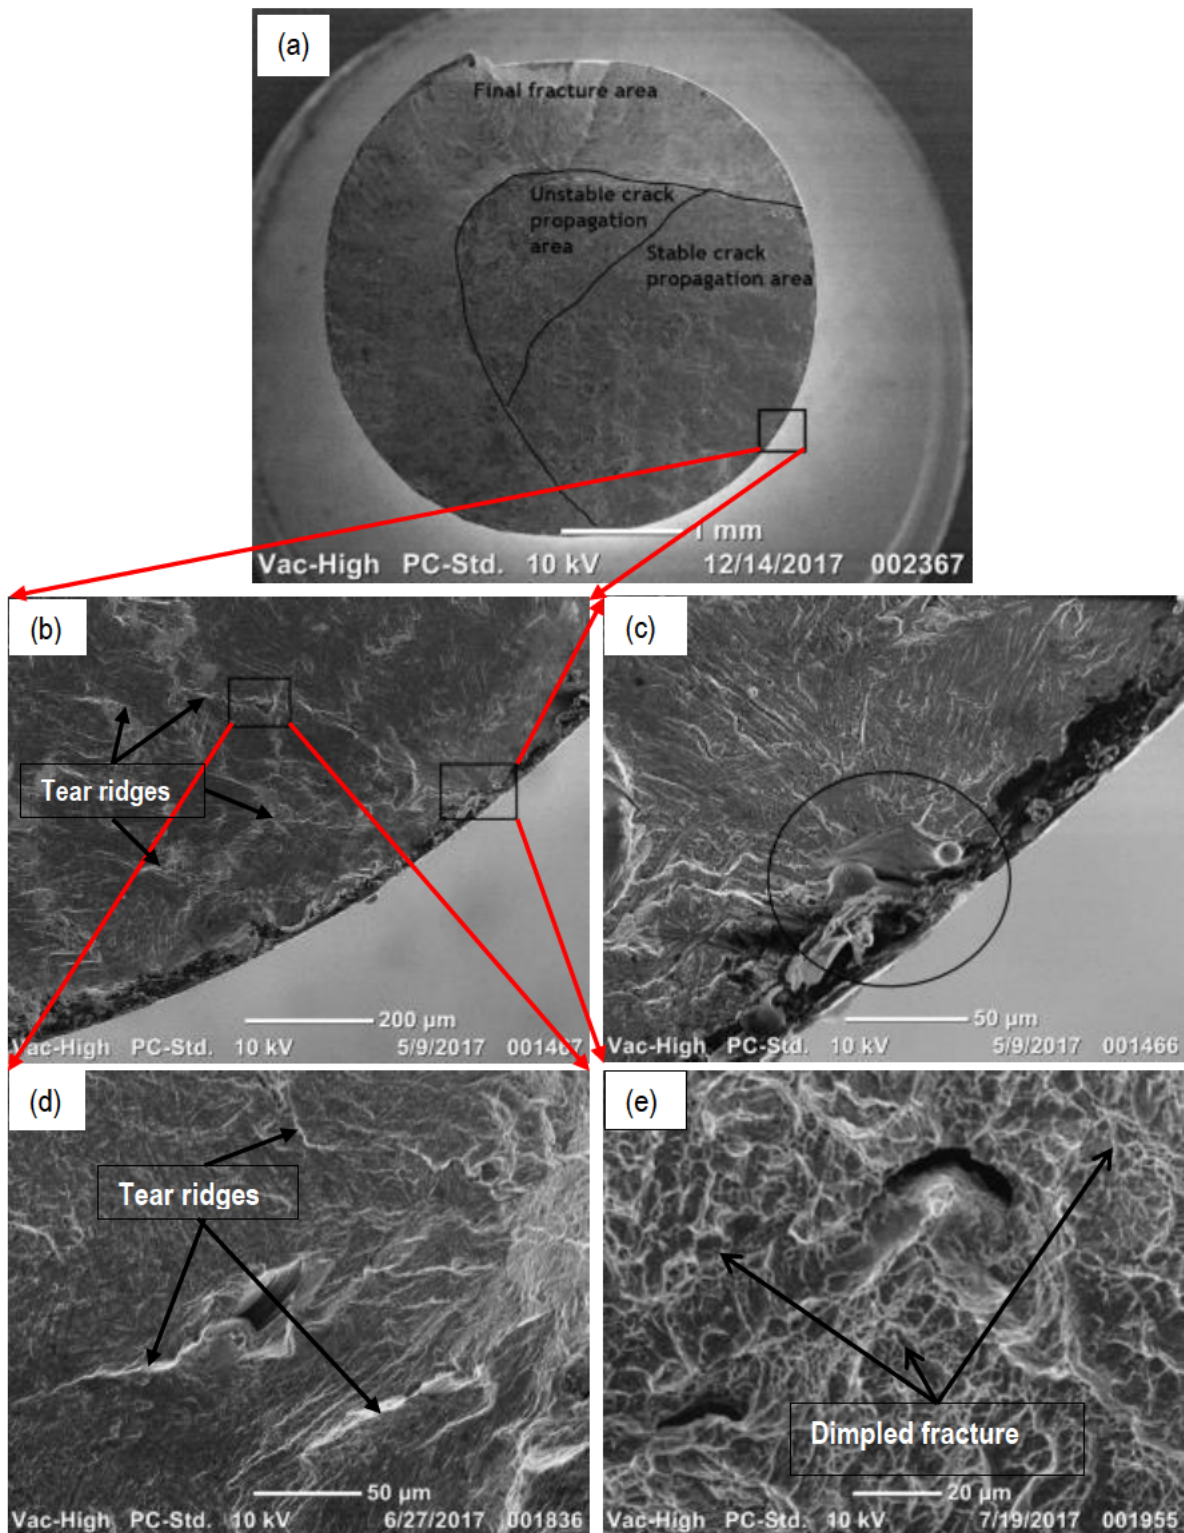 (a)
Final fracture area
Unstable crack
propagation
area
Stable crack
propagation area
1 mm
Vac-High PC-Std. 10 kV 12/14/2017 002367
(b)
Tear ridges
200 µm
Vac-High PC-Std. 10 kV 5/9/2017 001467
(c)
50 µm
Vac-High PC-Std. 10 kV 5/9/2017 001466
(d)
Tear ridges
50 µm
Vac-High PC-Std. 10 kV 6/27/2017 001836
(e)
Dimpled fracture
20 µm
Vac-High PC-Std. 10 kV 7/19/2017 001955